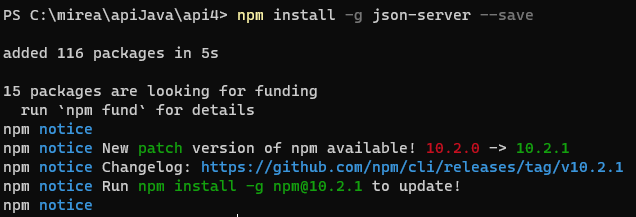 PS C:\mirea\apiJava\api4> npm install -g json-server --save
added 116 packages in 5s
15 packages are looking for funding
  run `npm fund` for details
npm notice
npm notice New patch version of npm available! 10.2.0 -> 10.2.1
npm notice Changelog: https://github.com/npm/cli/releases/tag/v10.2.1
npm notice Run npm install -g npm@10.2.1 to update!
npm notice